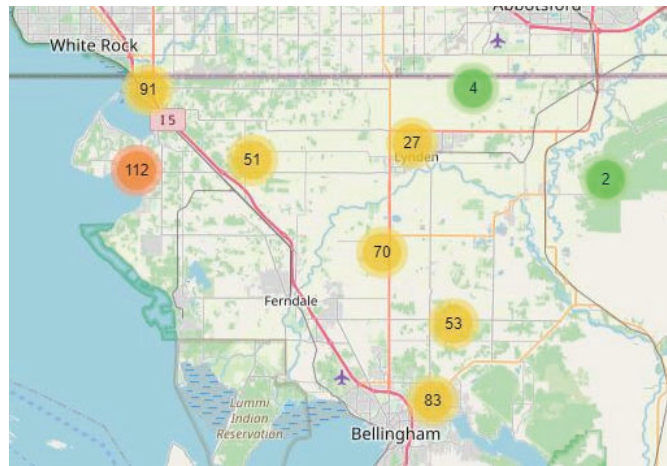 Abbotsford
White Rock
91
4
15
27
Lynden
51
112
2
70
Ferndale
53
83
Lummi
Indian
Reservation
Bellingham